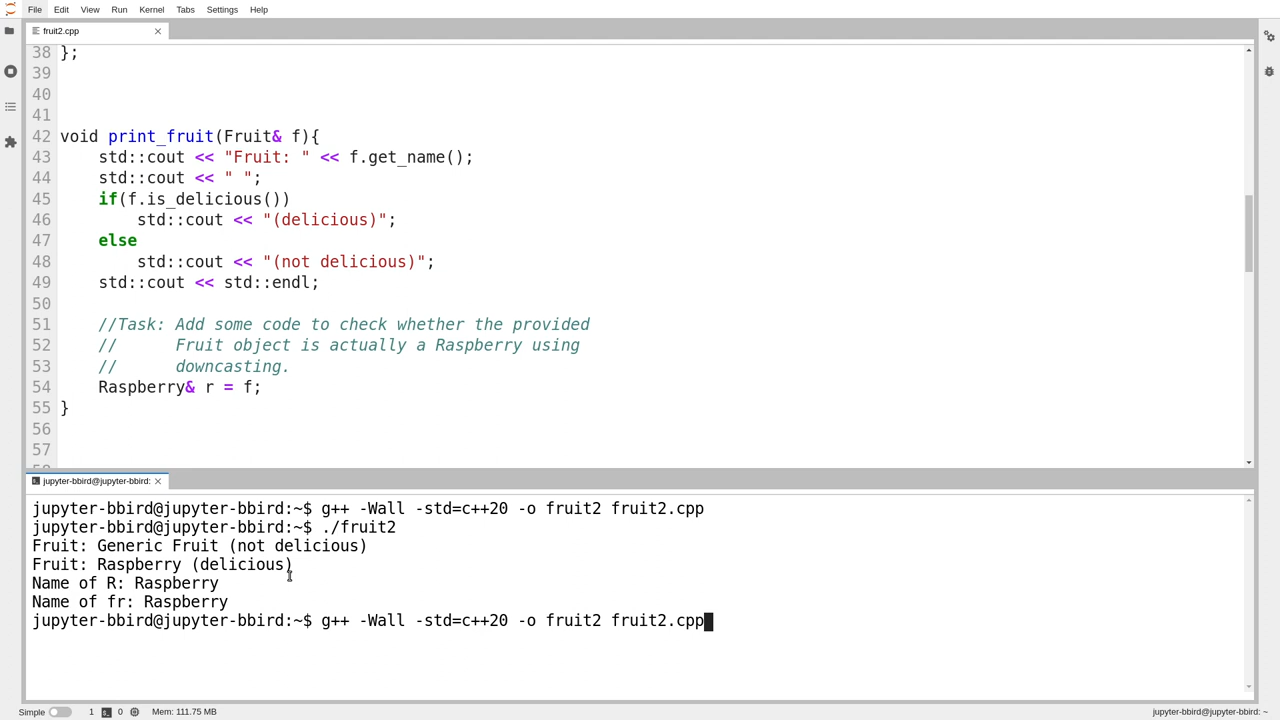 File Edit View Run Kernel Tabs Settings Help
fruit2.cpp
38 };
39
40
41
42 void print_fruit(Fruit& f){
43     std::cout << "Fruit: " << f.get_name();
44     std::cout << " ";
45     if(f.is_delicious())
46         std::cout << "(delicious)";
47     else
48         std::cout << "(not delicious)";
49     std::cout << std::endl;
50
51     //Task: Add some code to check whether the provided
52     //      Fruit object is actually a Raspberry using
53     //      downcasting.
54     Raspberry& r = f;
55 }
56
57
jupyter-bbird@jupyter-bbird:
jupyter-bbird@jupyter-bbird:~$ g++ -Wall -std=c++20 -o fruit2 fruit2.cpp
jupyter-bbird@jupyter-bbird:~$ ./fruit2
Fruit: Generic Fruit (not delicious)
Fruit: Raspberry (delicious)
Name of R: Raspberry
Name of fr: Raspberry
jupyter-bbird@jupyter-bbird:~$ g++ -Wall -std=c++20 -o fruit2 fruit2.cpp
Simple 1 0 Mem: 111.75 MB jupyter-bbird@jupyter-bbird: ~